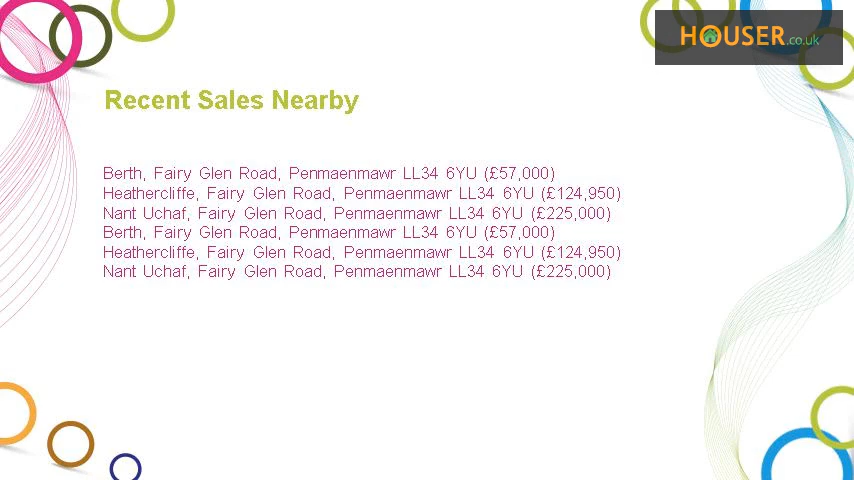 HOUSER.co.uk
Recent Sales Nearby
Berth, Fairy Glen Road, Penmaenmawr LL34 6YU (£57,000)
Heathercliffe, Fairy Glen Road, Penmaenmawr LL34 6YU (£124,950)
Nant Uchaf, Fairy Glen Road, Penmaenmawr LL34 6YU (£225,000)
Berth, Fairy Glen Road, Penmaenmawr LL34 6YU (£57,000)
Heathercliffe, Fairy Glen Road, Penmaenmawr LL34 6YU (£124,950)
Nant Uchaf, Fairy Glen Road, Penmaenmawr LL34 6YU (£225,000)